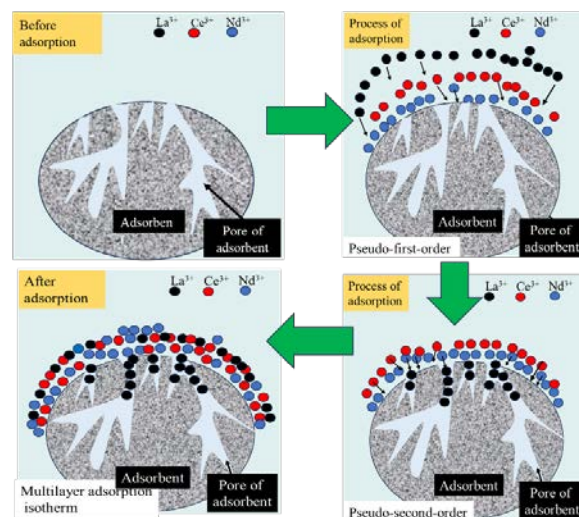 Before
adsorption
La³⁺ Ce³⁺ Nd³⁺
Adsorben
Pore of
adsorbent
Process of
adsorption
La³⁺ Ce³⁺ Nd³⁺
Adsorbent
Pore of
adsorbent
Pseudo-first-order
After
adsorption
La³⁺ Ce³⁺ Nd³⁺
Adsorbent
Pore of
adsorbent
Multilayer adsorption
isotherm
Process of
adsorption
La³⁺ Ce³⁺ Nd³⁺
Adsorbent
Pore of
adsorbent
Pseudo-second-order